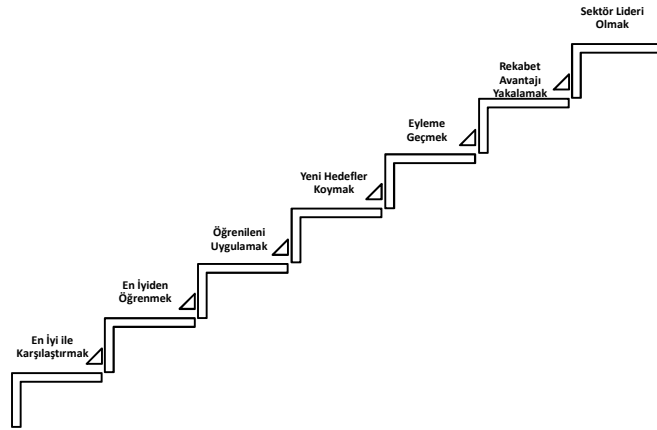 Sektör Lideri
Olmak
Rekabet
Avantajı
Yakalamak
Eyleme
Geçmek
Yeni Hedefler
Koymak
Öğrenileni
Uygulamak
En İyiden
Öğrenmek
En İyi ile
Karşılaştırmak